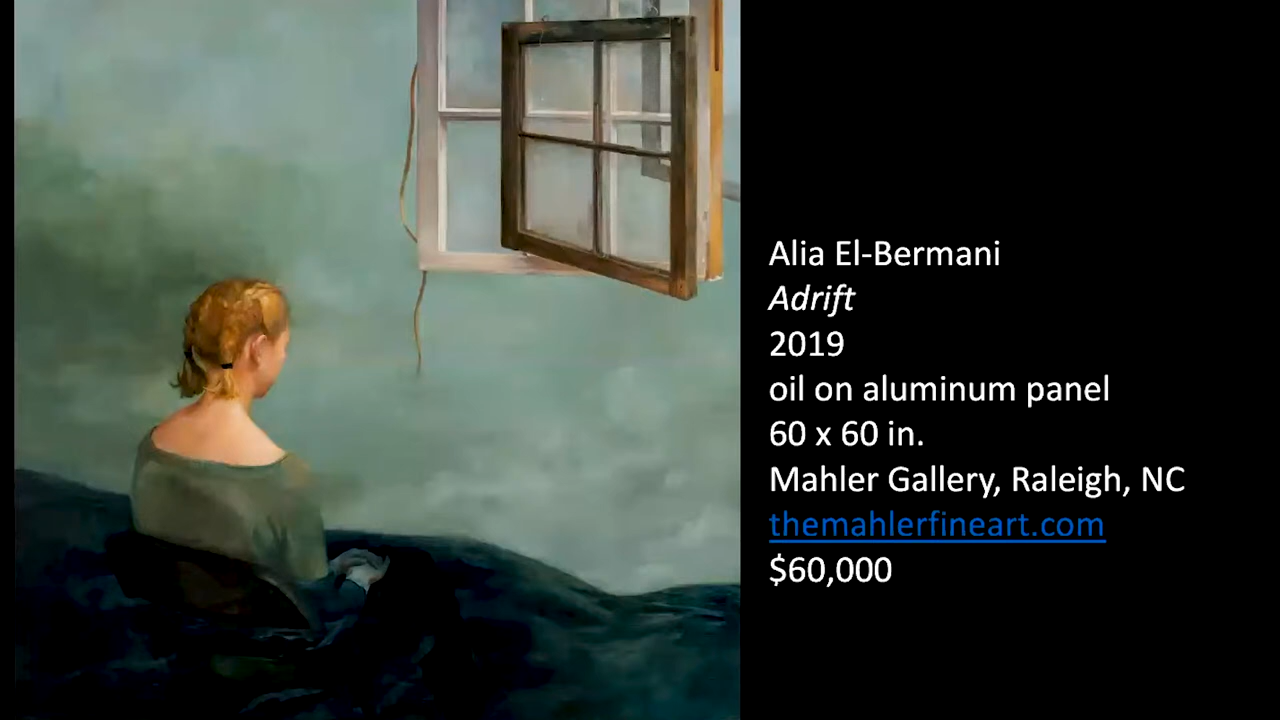 Alia El-Bermani
Adrift
2019
oil on aluminum panel
60 x 60 in.
Mahler Gallery, Raleigh, NC
themahlerfineart.com
$60,000